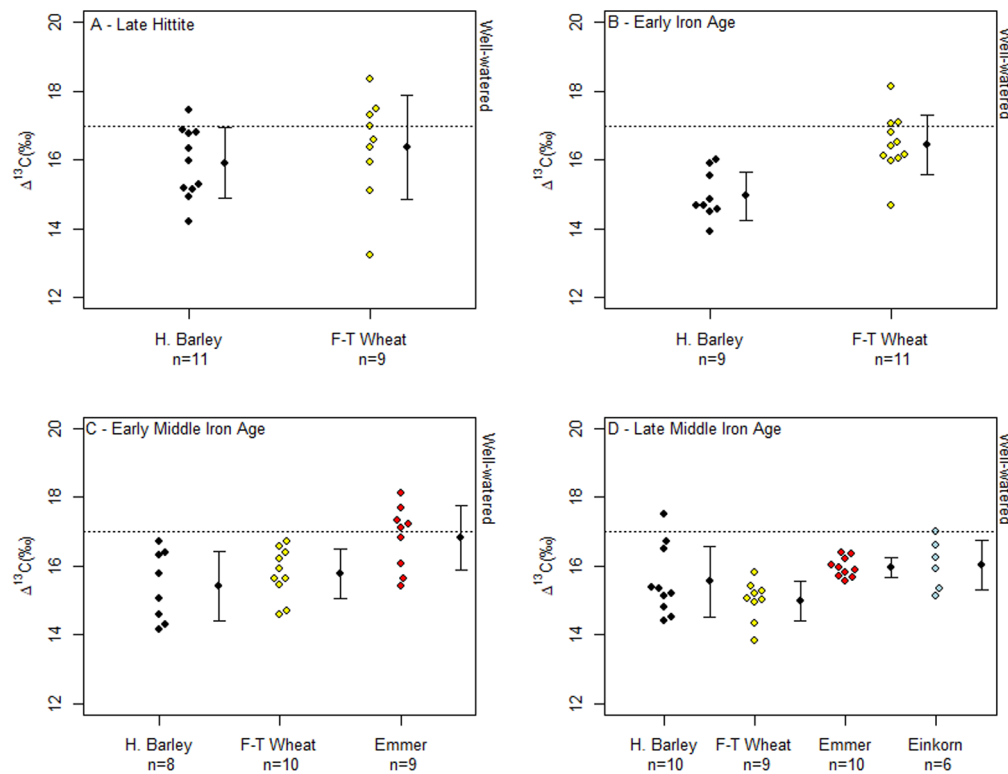 A - Late Hittite
20
18
16
14
12
Δ¹³C(‰)
Well-watered
H. Barley
n=11
F-T Wheat
n=9
B - Early Iron Age
20
18
16
14
12
Δ¹³C(‰)
Well-watered
H. Barley
n=9
F-T Wheat
n=11
C - Early Middle Iron Age
20
18
16
14
12
Δ¹³C(‰)
Well-watered
H. Barley
n=8
F-T Wheat
n=10
Emmer
n=9
D - Late Middle Iron Age
20
18
16
14
12
Δ¹³C(‰)
Well-watered
H. Barley
n=10
F-T Wheat
n=9
Emmer
n=10
Einkorn
n=6